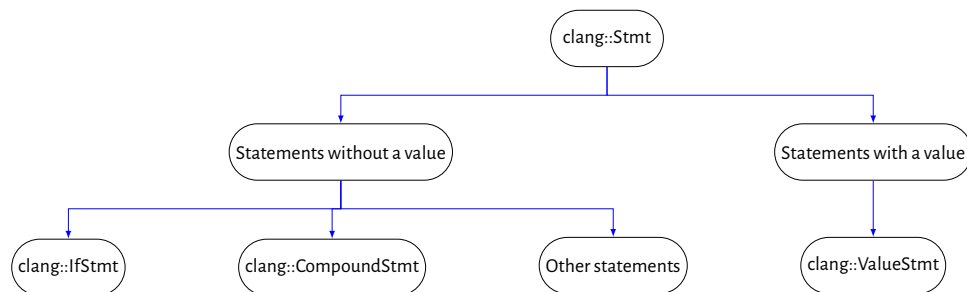 clang::Stmt
Statements without a value
Statements with a value
clang::IfStmt
clang::CompoundStmt
Other statements
clang::ValueStmt